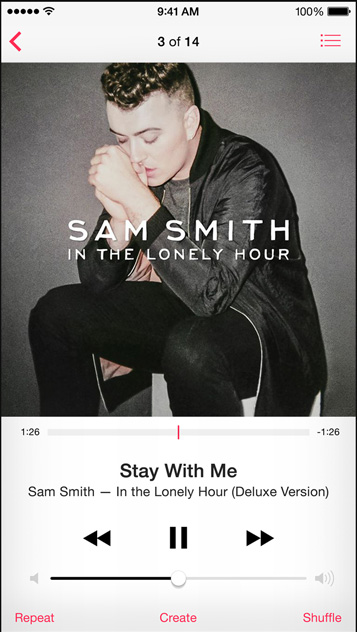 9:41 AM 100%
3 of 14
SAM SMITH
IN THE LONELY HOUR
1:26 -1:26
Stay With Me
Sam Smith — In the Lonely Hour (Deluxe Version)
Repeat Create Shuffle